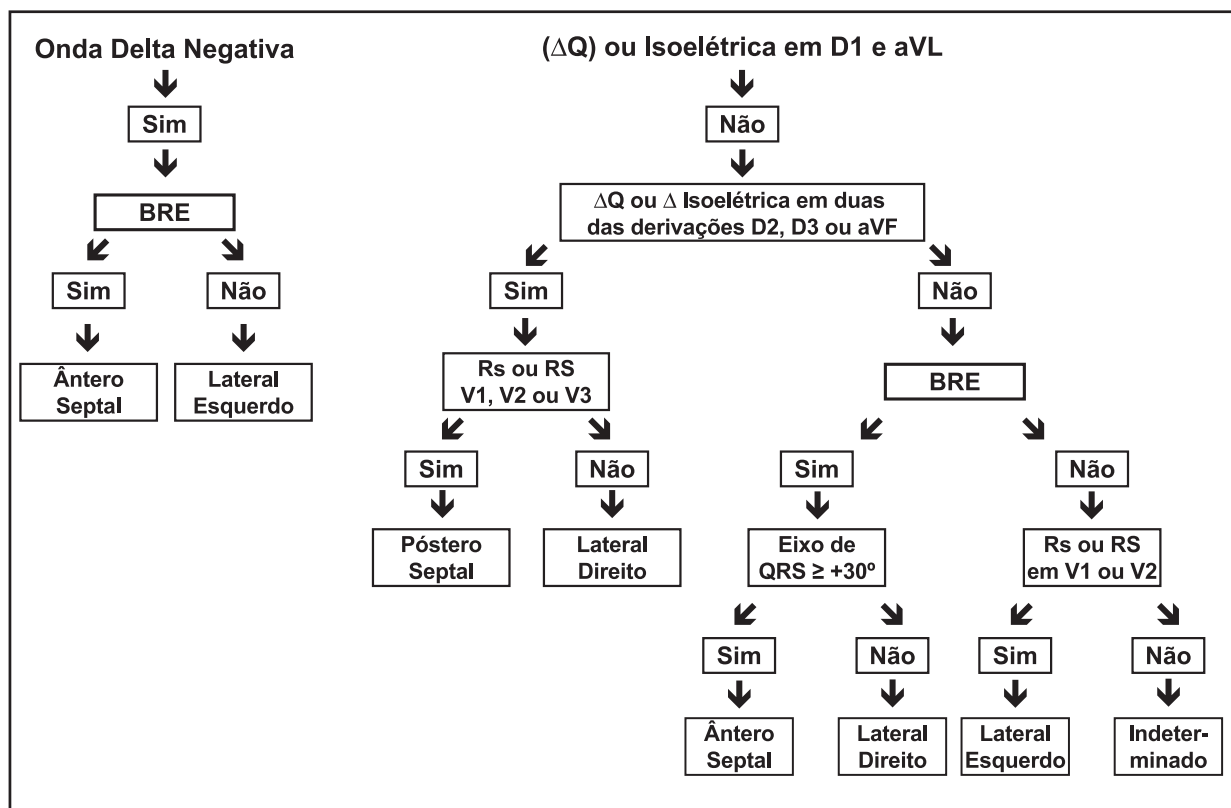 Onda Delta Negativa (∆Q) ou Isoelétrica em D1 e aVL
Sim
Não
BRE
∆Q ou ∆ Isoelétrica em duas
das derivações D2, D3 ou aVF
Sim
Não
Sim
Não
Ântero
Septal
Lateral
Esquerdo
Rs ou RS
V1, V2 ou V3
BRE
Sim
Não
Sim
Não
Póstero
Septal
Lateral
Direito
Eixo de
QRS ≥ +30º
Rs ou RS
em V1 ou V2
Sim
Não
Sim
Não
Ântero
Septal
Lateral
Direito
Lateral
Esquerdo
Indeter-
minado